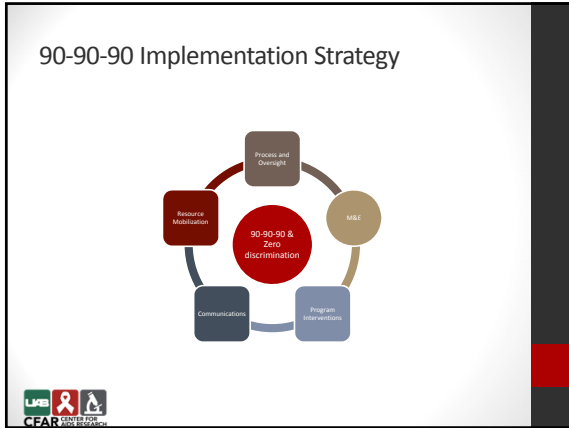 90-90-90 Implementation Strategy
Process and
Oversight
Resource
Mobilization
M&E
90-90-90 &
Zero
discrimination
Communications
Program
Interventions
UAB
CFAR CENTER FOR
AIDS RESEARCH